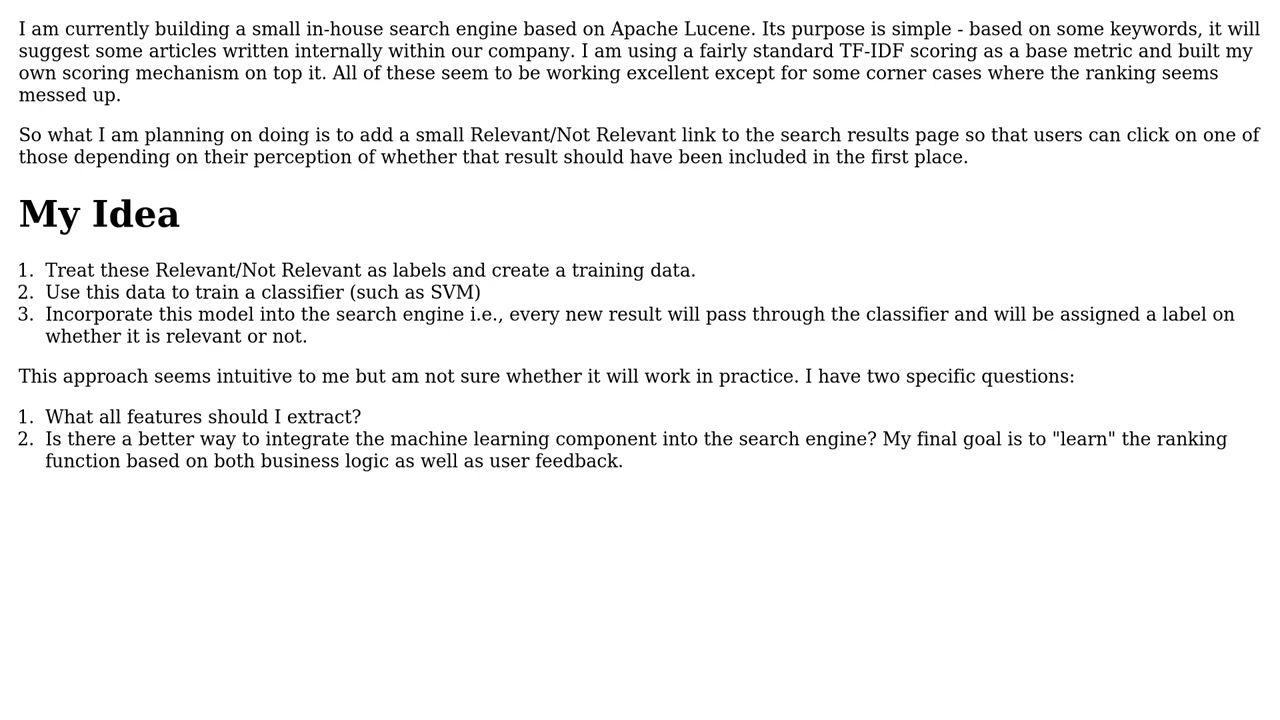 I am currently building a small in-house search engine based on Apache Lucene. Its purpose is simple - based on some keywords, it will
suggest some articles written internally within our company. I am using a fairly standard TF-IDF scoring as a base metric and built my
own scoring mechanism on top it. All of these seem to be working excellent except for some corner cases where the ranking seems
messed up.
So what I am planning on doing is to add a small Relevant/Not Relevant link to the search results page so that users can click on one of
those depending on their perception of whether that result should have been included in the first place.
My Idea
1. Treat these Relevant/Not Relevant as labels and create a training data.
2. Use this data to train a classifier (such as SVM)
3. Incorporate this model into the search engine i.e., every new result will pass through the classifier and will be assigned a label on
whether it is relevant or not.
This approach seems intuitive to me but am not sure whether it will work in practice. I have two specific questions:
1. What all features should I extract?
2. Is there a better way to integrate the machine learning component into the search engine? My final goal is to "learn" the ranking
function based on both business logic as well as user feedback.